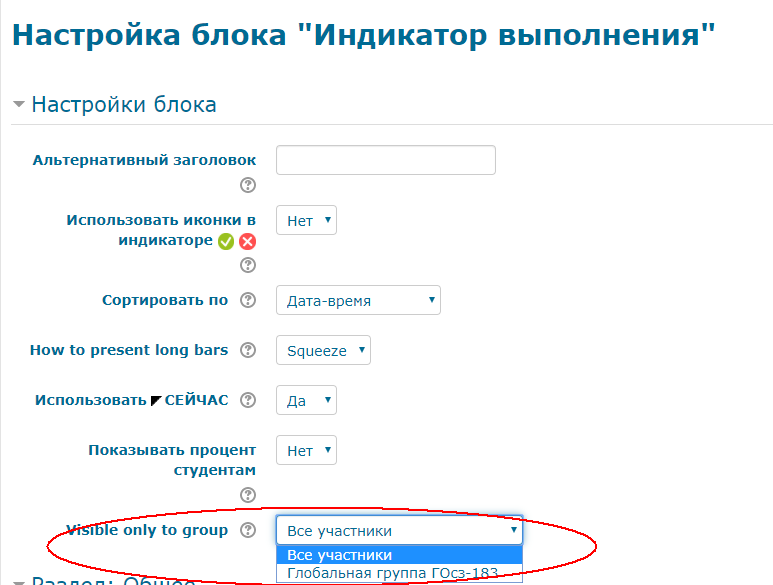 Настройка блока "Индикатор выполнения"
Настройки блока
Альтернативный заголовок
Использовать иконки в
индикаторе
Нет
Сортировать по
Дата-время
How to present long bars
Squeeze
Использовать СЕЙЧАС
Да
Показывать процент
студентам
Нет
Visible only to group
Все участники
Все участники
Глобальная группа ГОсз-183
Раздел: Общее